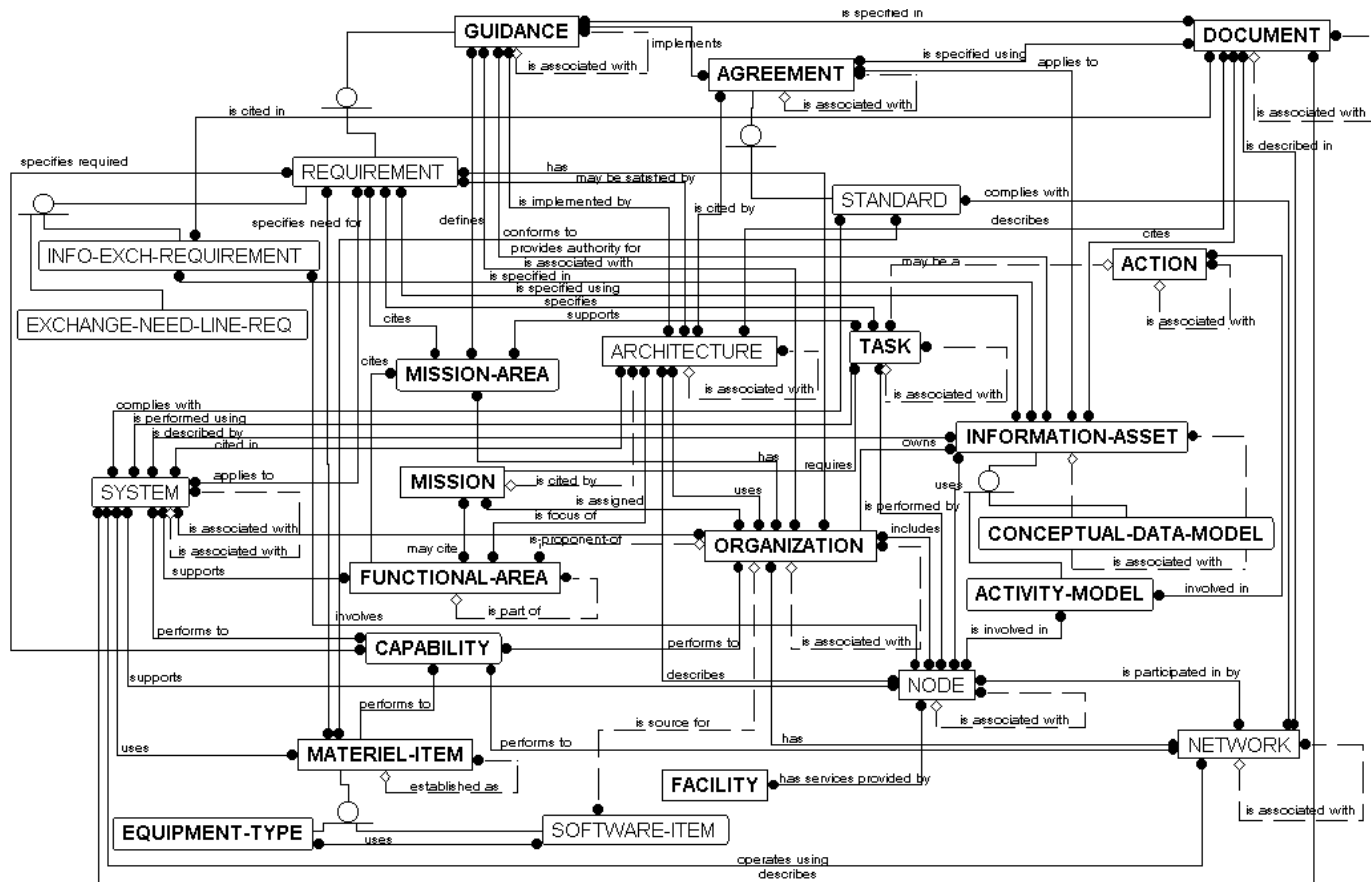 is specified in
GUIDANCE
DOCUMENT
implements
is specified using
is associated with
AGREEMENT
applies to
is associated with
is cited in
is associated with
is described in
specifies required
has
REQUIREMENT
may be satisfied by
STANDARD
complies with
is implemented by
is cited by
specifies need for
defines
conforms to
describes
INFO-EXCH-REQUIREMENT
provides authority for
cites
is associated with
may be a
ACTION
is specified in
is specified using
specifies
EXCHANGE-NEED-LINE-REQ
supports
is associated with
cites
ARCHITECTURE
TASK
cites
MISSION-AREA
is associated with
is associated with
complies with
is performed using
is described by
INFORMATION-ASSET
cited in
owns
has
applies to
MISSION
requires
SYSTEM
is cited by
uses
is assigned
uses
is performed by
is focus of
is associated with
includes
CONCEPTUAL-DATA-MODEL
is proponent-of
ORGANIZATION
is associated with
may cite
is associated with
supports
FUNCTIONAL-AREA
ACTIVITY-MODEL
involved in
is part of
involves
is involved in
performs to
CAPABILITY
performs to
is associated with
is participated in by
supports
describes
NODE
performs to
is source for
is associated with
has
uses
MATERIEL-ITEM
performs to
NETWORK
established as
FACILITY
has services provided by
is associated with
EQUIPMENT-TYPE
uses
SOFTWARE-ITEM
operates using
describes